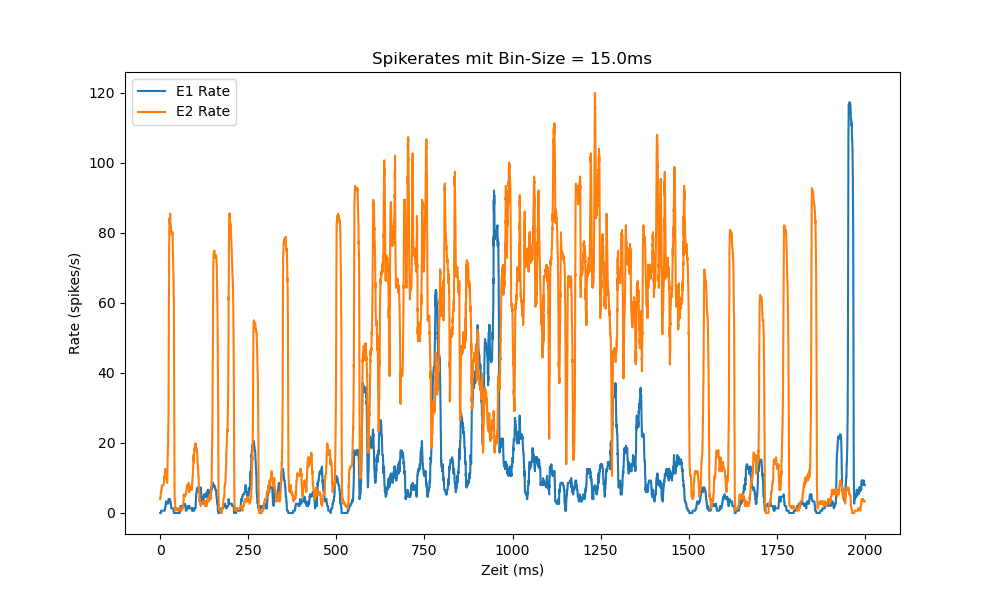 Spikerates mit Bin-Size = 15.0ms
E1 Rate
E2 Rate
120
100
80
60
40
20
0
Rate (spikes/s)
0 250 500 750 1000 1250 1500 1750 2000
Zeit (ms)